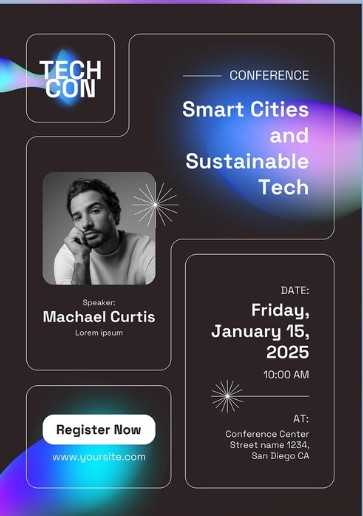 TECH
CON
CONFERENCE
Smart Cities
and
Sustainable
Tech
Speaker:
Machael Curtis
Lorem ipsum
DATE:
Friday,
January 15,
2025
10:00 AM
AT:
Conference Center
Street name 1234,
San Diego CA
Register Now
www.yoursite.com